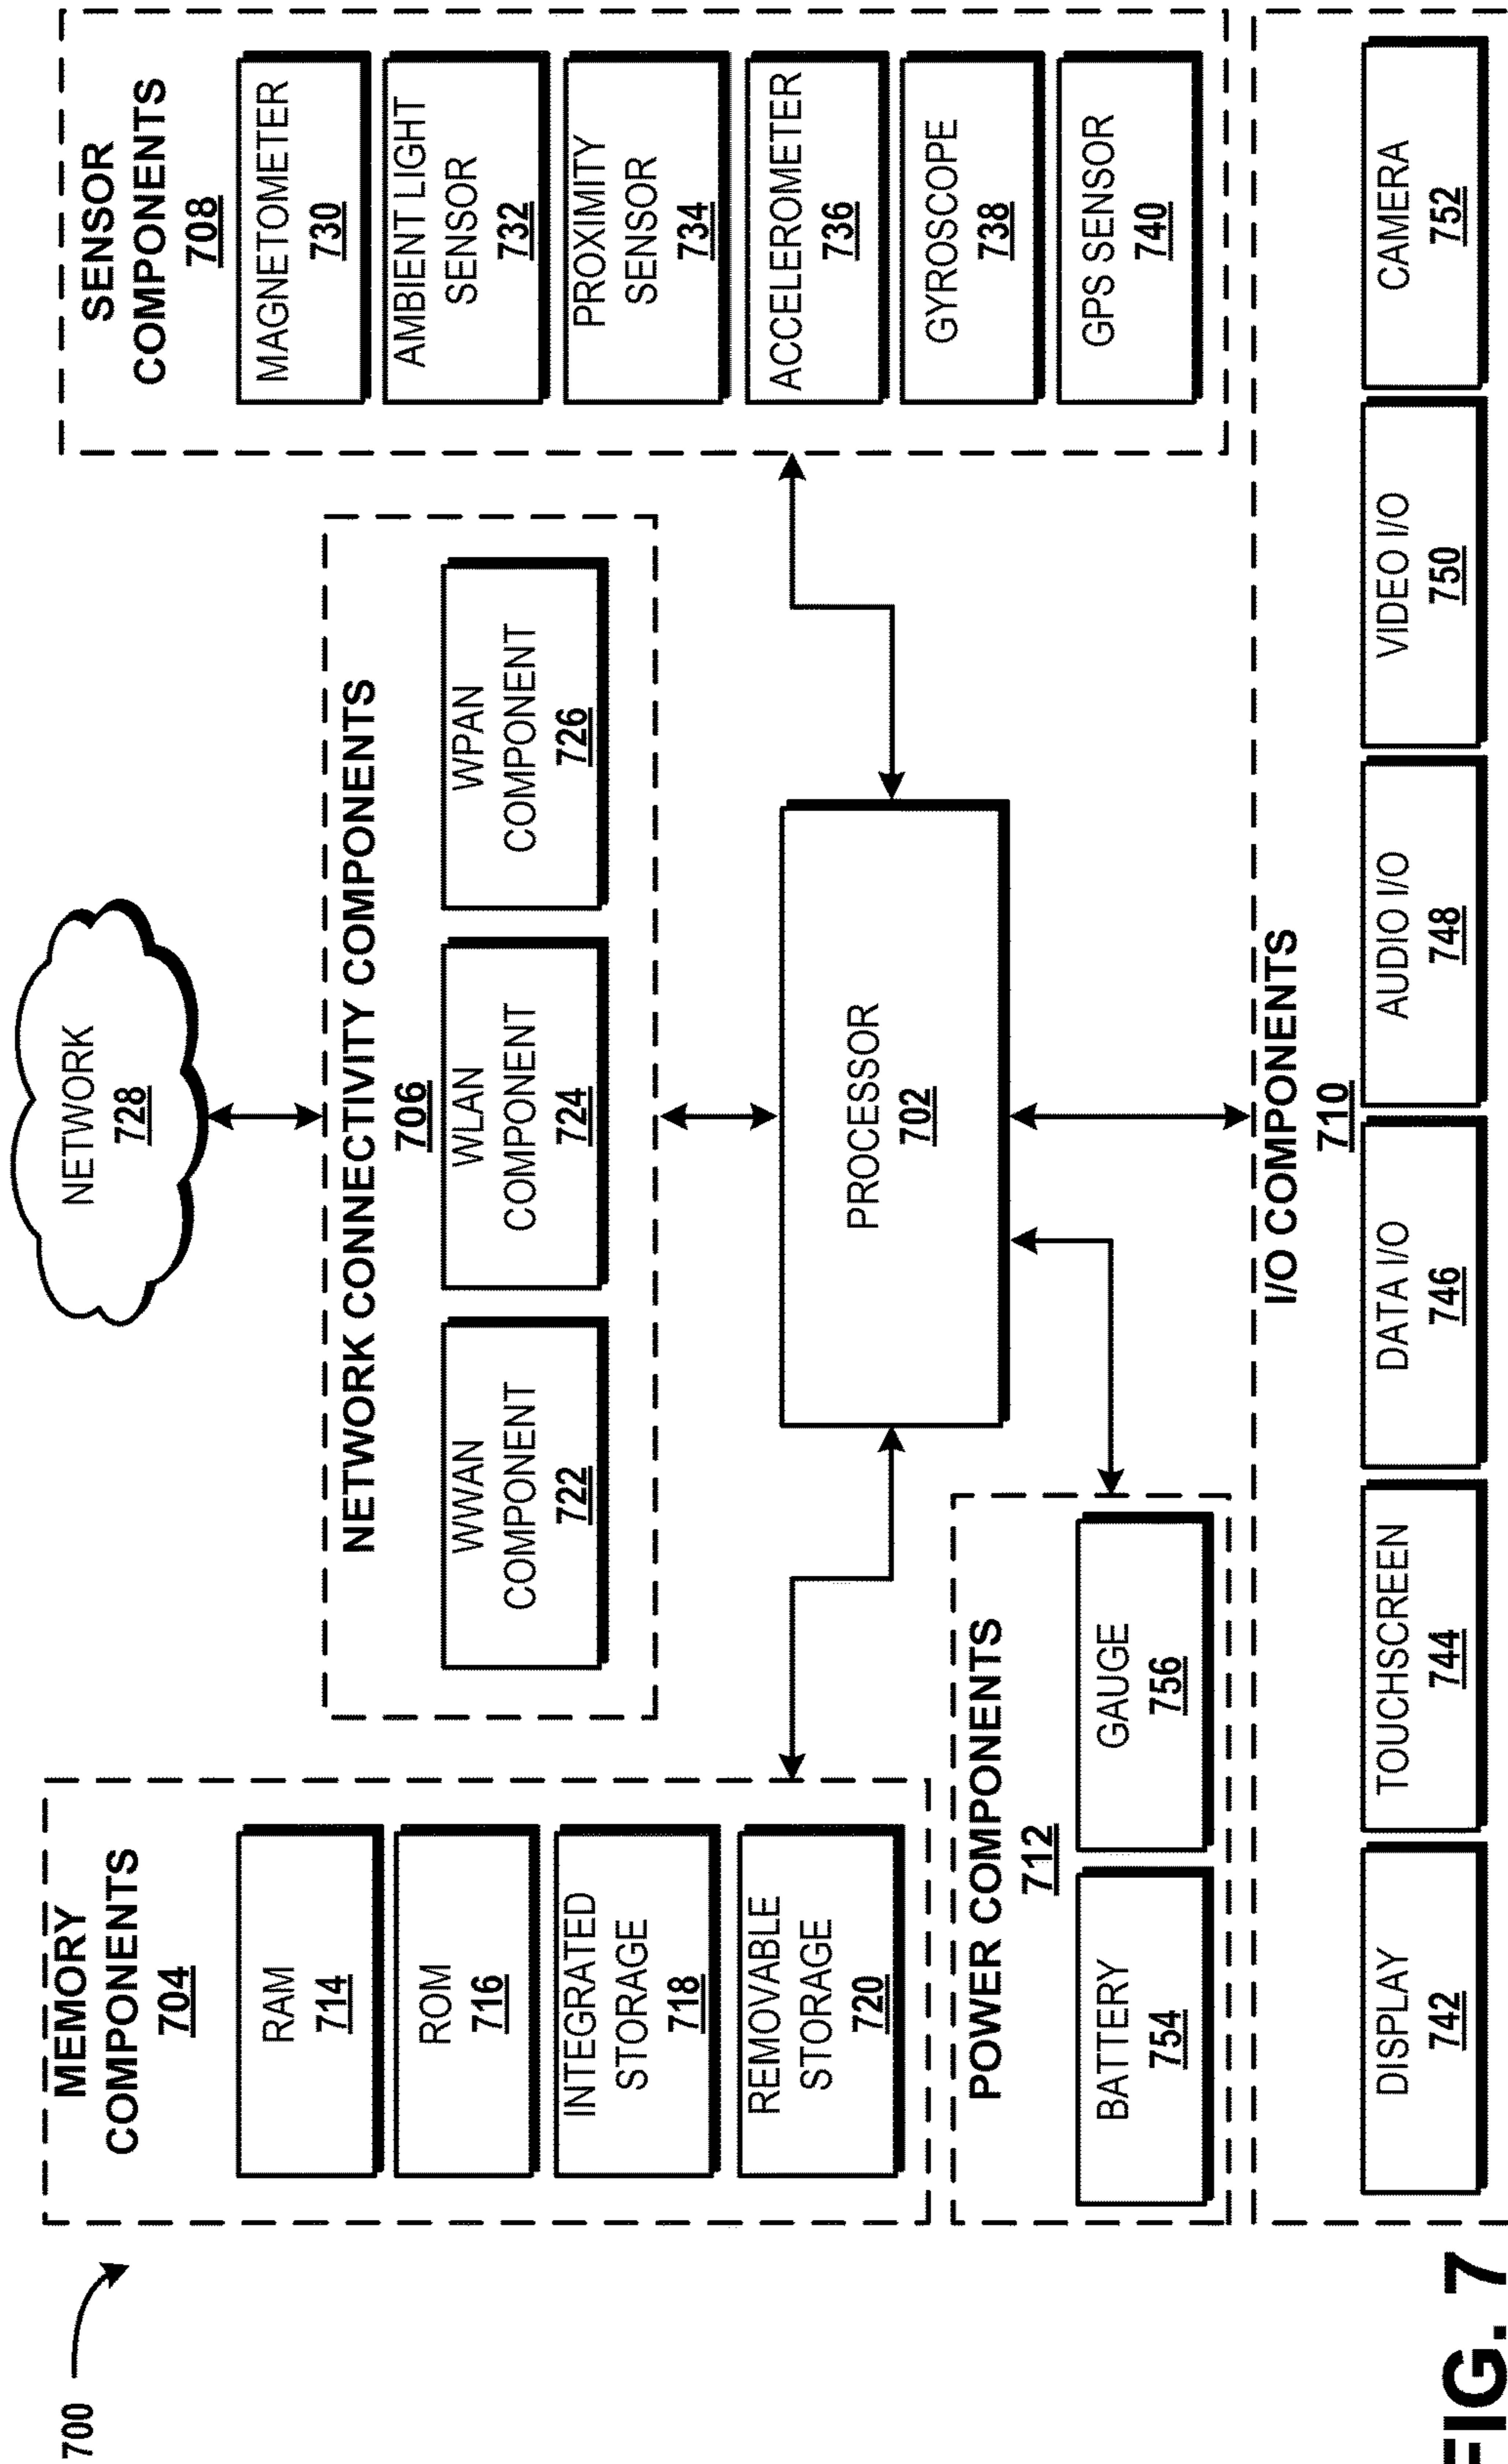 700
MEMORY
COMPONENTS
704
RAM
714
ROM
716
INTEGRATED
STORAGE
718
REMOVABLE
STORAGE
720
NETWORK
728
NETWORK CONNECTIVITY COMPONENTS
706
WWAN
COMPONENT
722
WLAN
COMPONENT
724
WPAN
COMPONENT
726
SENSOR
COMPONENTS
708
MAGNETOMETER
730
AMBIENT LIGHT
SENSOR
732
PROXIMITY
SENSOR
734
ACCELEROMETER
736
GYROSCOPE
738
GPS SENSOR
740
PROCESSOR
702
POWER COMPONENTS
712
BATTERY
754
GAUGE
756
I/O COMPONENTS
710
DISPLAY
742
TOUCHSCREEN
744
DATA I/O
746
AUDIO I/O
748
VIDEO I/O
750
CAMERA
752
FIG. 7